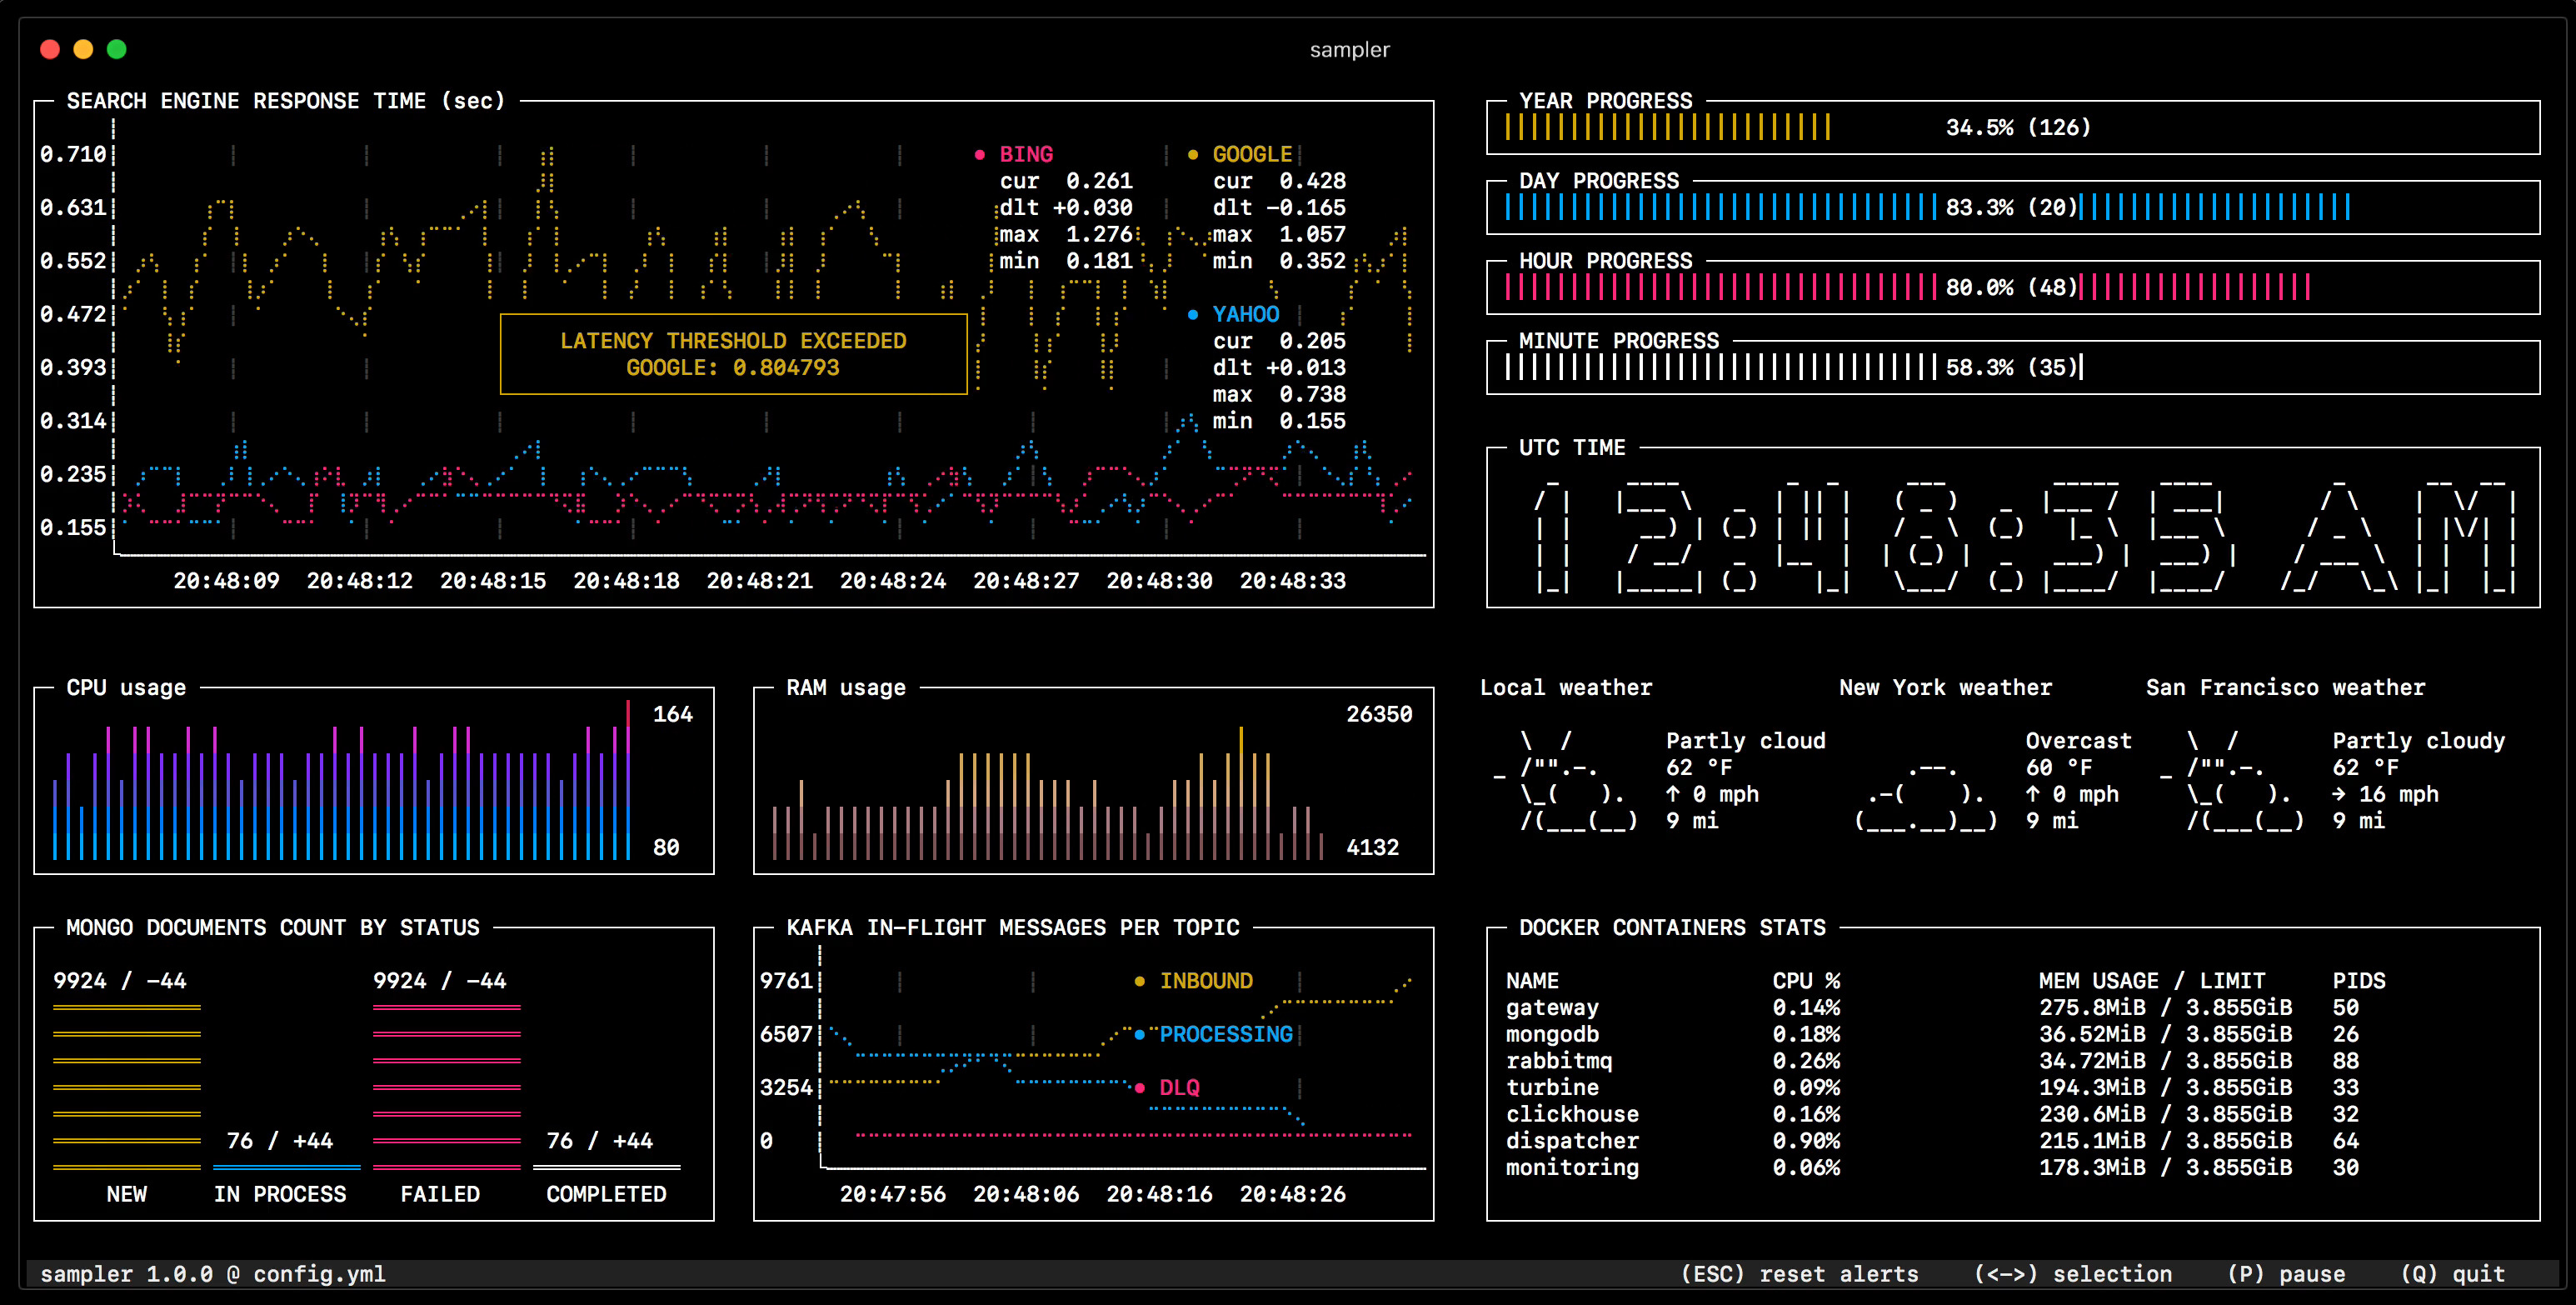 sampler
SEARCH ENGINE RESPONSE TIME (sec)
0.710
0.631
0.552
0.472
0.393
0.314
0.235
0.155
20:48:09 20:48:12 20:48:15 20:48:18 20:48:21 20:48:24 20:48:27 20:48:30 20:48:33
• BING
cur 0.261
dlt +0.030
max 1.276
min 0.181
• GOOGLE
cur 0.428
dlt -0.165
max 1.057
min 0.352
• YAHOO
cur 0.205
dlt +0.013
max 0.738
min 0.155
LATENCY THRESHOLD EXCEEDED
GOOGLE: 0.804793
YEAR PROGRESS
34.5% (126)
DAY PROGRESS
83.3% (20)
HOUR PROGRESS
80.0% (48)
MINUTE PROGRESS
58.3% (35)
UTC TIME
12:48:35 AM
CPU usage
164
80
RAM usage
26350
4132
Local weather
Partly cloud
62 °F
↑ 0 mph
9 mi
New York weather
Overcast
60 °F
↑ 0 mph
9 mi
San Francisco weather
Partly cloudy
62 °F
→ 16 mph
9 mi
MONGO DOCUMENTS COUNT BY STATUS
9924 / -44
76 / +44
9924 / -44
76 / +44
NEW IN PROCESS FAILED COMPLETED
KAFKA IN-FLIGHT MESSAGES PER TOPIC
9761
6507
3254
0
• INBOUND
• PROCESSING
• DLQ
20:47:56 20:48:06 20:48:16 20:48:26
DOCKER CONTAINERS STATS
NAME CPU % MEM USAGE / LIMIT PIDS
gateway 0.14% 275.8MiB / 3.855GiB 50
mongodb 0.18% 36.52MiB / 3.855GiB 26
rabbitmq 0.26% 34.72MiB / 3.855GiB 88
turbine 0.09% 194.3MiB / 3.855GiB 33
clickhouse 0.16% 230.6MiB / 3.855GiB 32
dispatcher 0.90% 215.1MiB / 3.855GiB 64
monitoring 0.06% 178.3MiB / 3.855GiB 30
sampler 1.0.0 @ config.yml
(ESC) reset alerts (<->) selection (P) pause (Q) quit